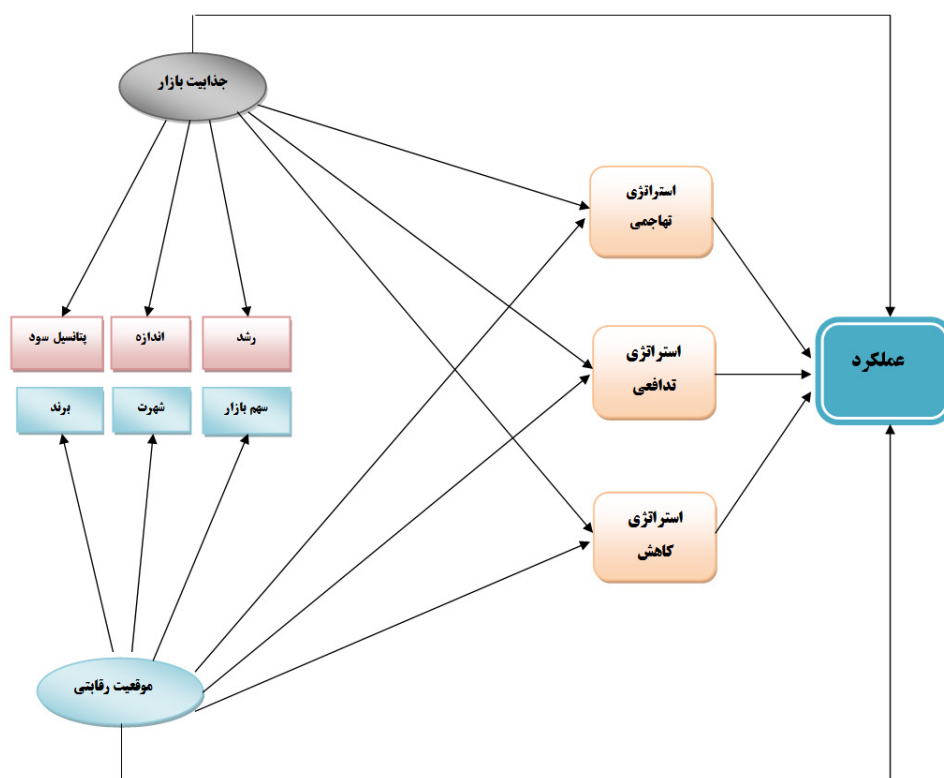 جذابیت بازار
استراتژی
تهاجمی
رشد
اندازه
پتانسیل سود
استراتژی
تدافعی
عملکرد
سهم بازار
شهرت
برند
استراتژی
کاهش
موقعیت رقابتی